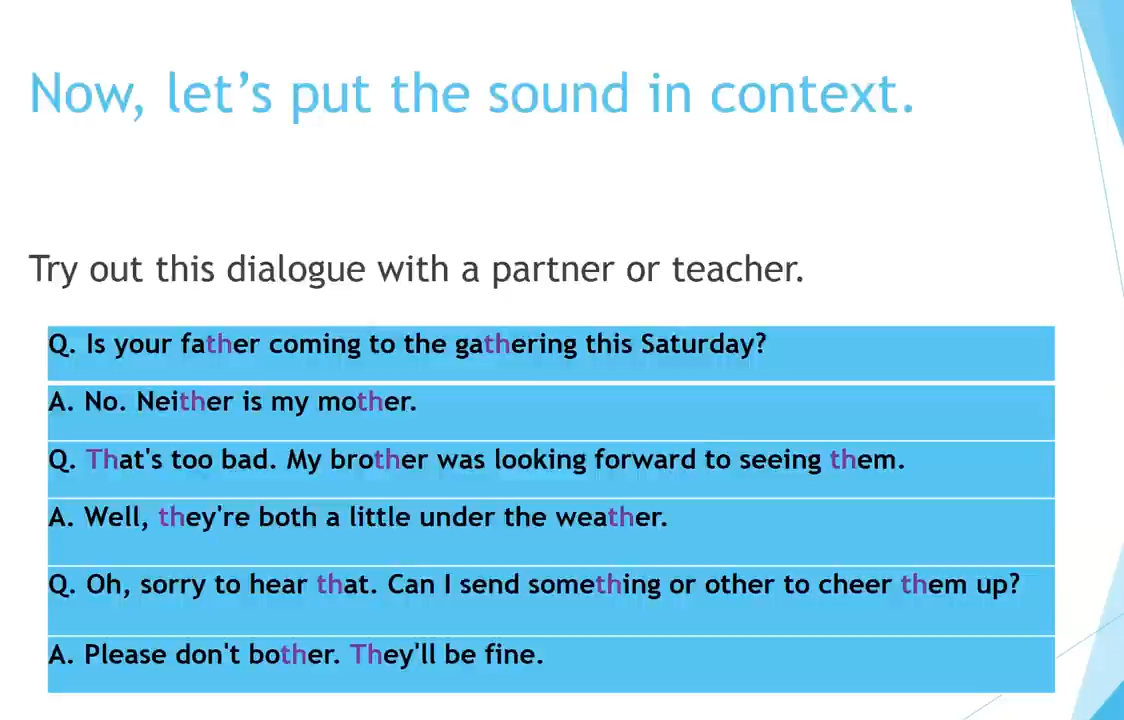 Now, let’s put the sound in context.
Try out this dialogue with a partner or teacher.
Q. Is your father coming to the gathering this Saturday?
A. No. Neither is my mother.
Q. That's too bad. My brother was looking forward to seeing them.
A. Well, they're both a little under the weather.
Q. Oh, sorry to hear that. Can I send something or other to cheer them up?
A. Please don't bother. They'll be fine.